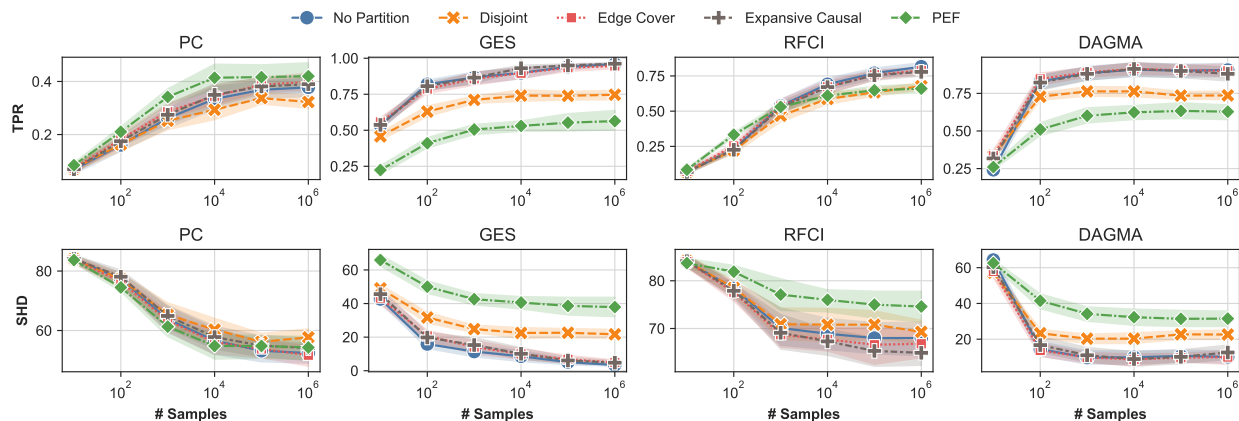 No Partition Disjoint Edge Cover Expansive Causal PEF
PC GES RFCI DAGMA
TPR
0.4
0.2
1.00
0.75
0.50
0.25
0.75
0.50
0.25
0.75
0.50
0.25
10^2 10^4 10^6 10^2 10^4 10^6 10^2 10^4 10^6 10^2 10^4 10^6
PC GES RFCI DAGMA
SHD
80
60
60
40
20
0
80
70
60
40
20
10^2 10^4 10^6 10^2 10^4 10^6 10^2 10^4 10^6 10^2 10^4 10^6
# Samples # Samples # Samples # Samples